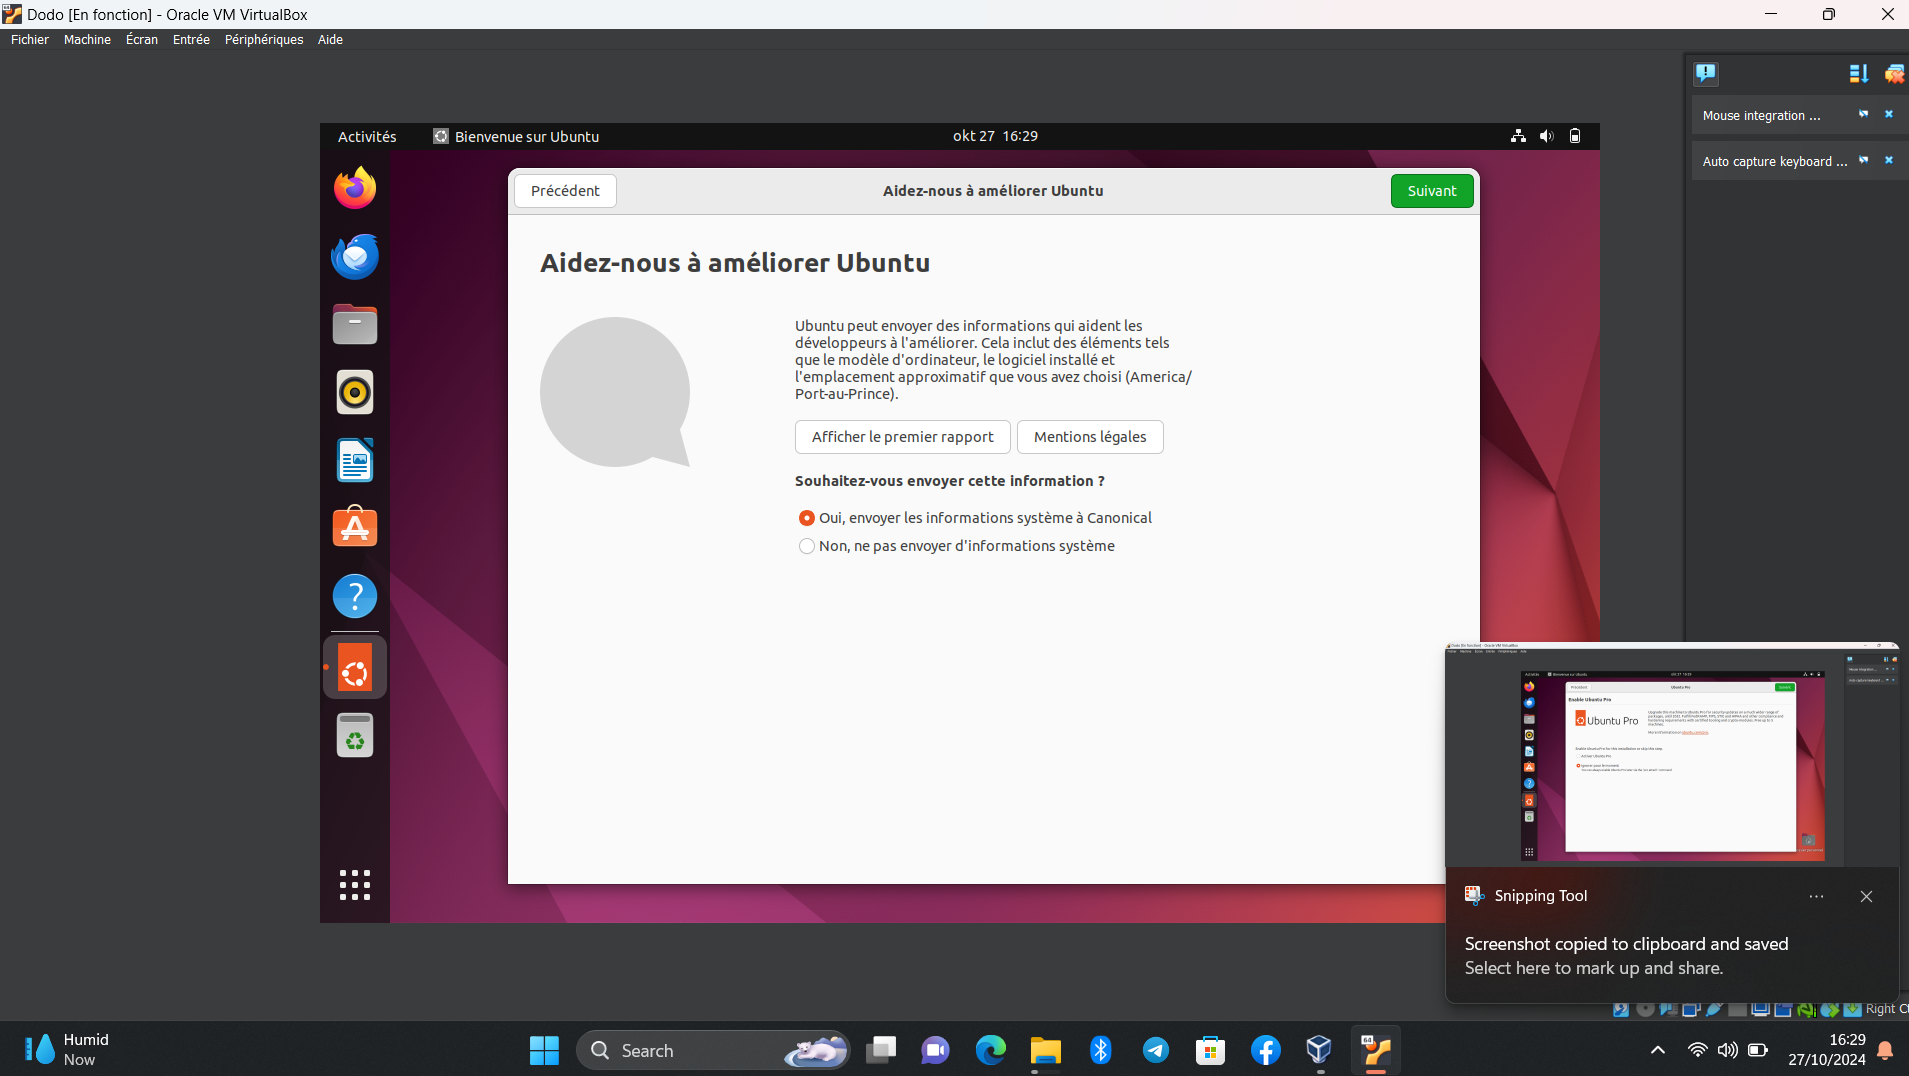 Dodo [En fonction] - Oracle VM VirtualBox
Fichier Machine Écran Entrée Périphériques Aide
Mouse integration ...
Auto capture keyboard ...
Activités Bienvenue sur Ubuntu okt 27 16:29
Précédent Aidez-nous à améliorer Ubuntu Suivant
Aidez-nous à améliorer Ubuntu
Ubuntu peut envoyer des informations qui aident les
développeurs à l'améliorer. Cela inclut des éléments tels
que le modèle d'ordinateur, le logiciel installé et
l'emplacement approximatif que vous avez choisi (America/
Port-au-Prince).
Afficher le premier rapport Mentions légales
Souhaitez-vous envoyer cette information ?
Oui, envoyer les informations système à Canonical
Non, ne pas envoyer d'informations système
Enable Ubuntu Pro
Ubuntu Pro
Snipping Tool
Screenshot copied to clipboard and saved
Select here to mark up and share.
Right
Humid
Now
Search
64
16:29
27/10/2024